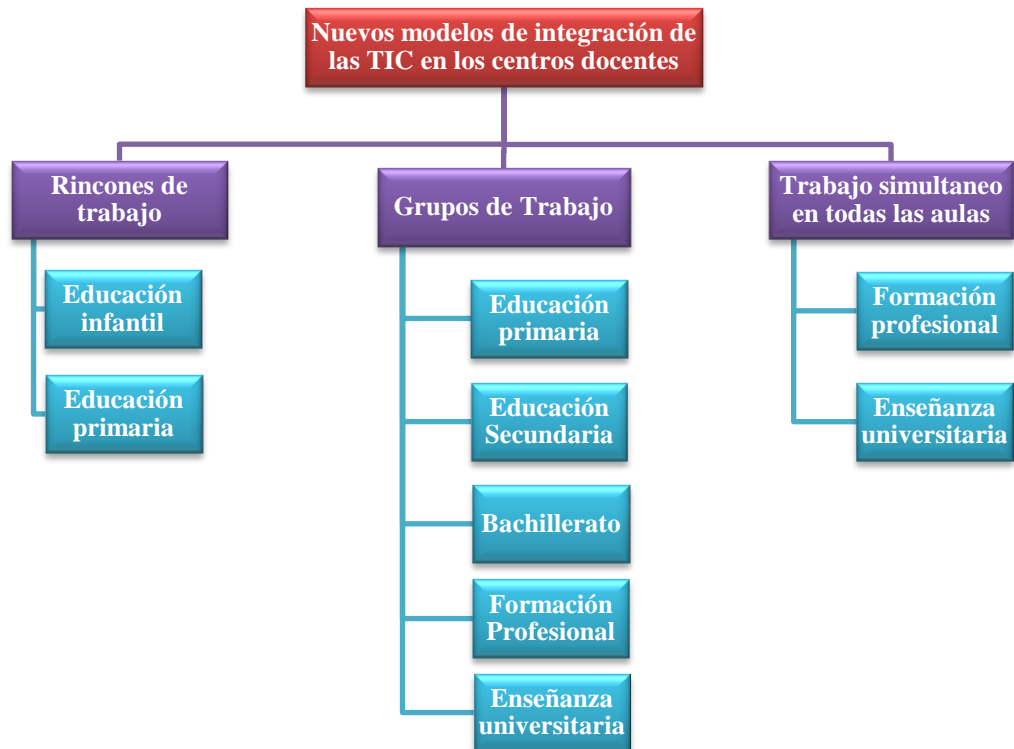 Nuevos modelos de integración de
las TIC en los centros docentes
Rincones de
trabajo
Educación
infantil
Educación
primaria
Grupos de Trabajo
Educación
primaria
Educación
Secundaria
Bachillerato
Formación
Profesional
Enseñanza
universitaria
Trabajo simultaneo
en todas las aulas
Formación
profesional
Enseñanza
universitaria